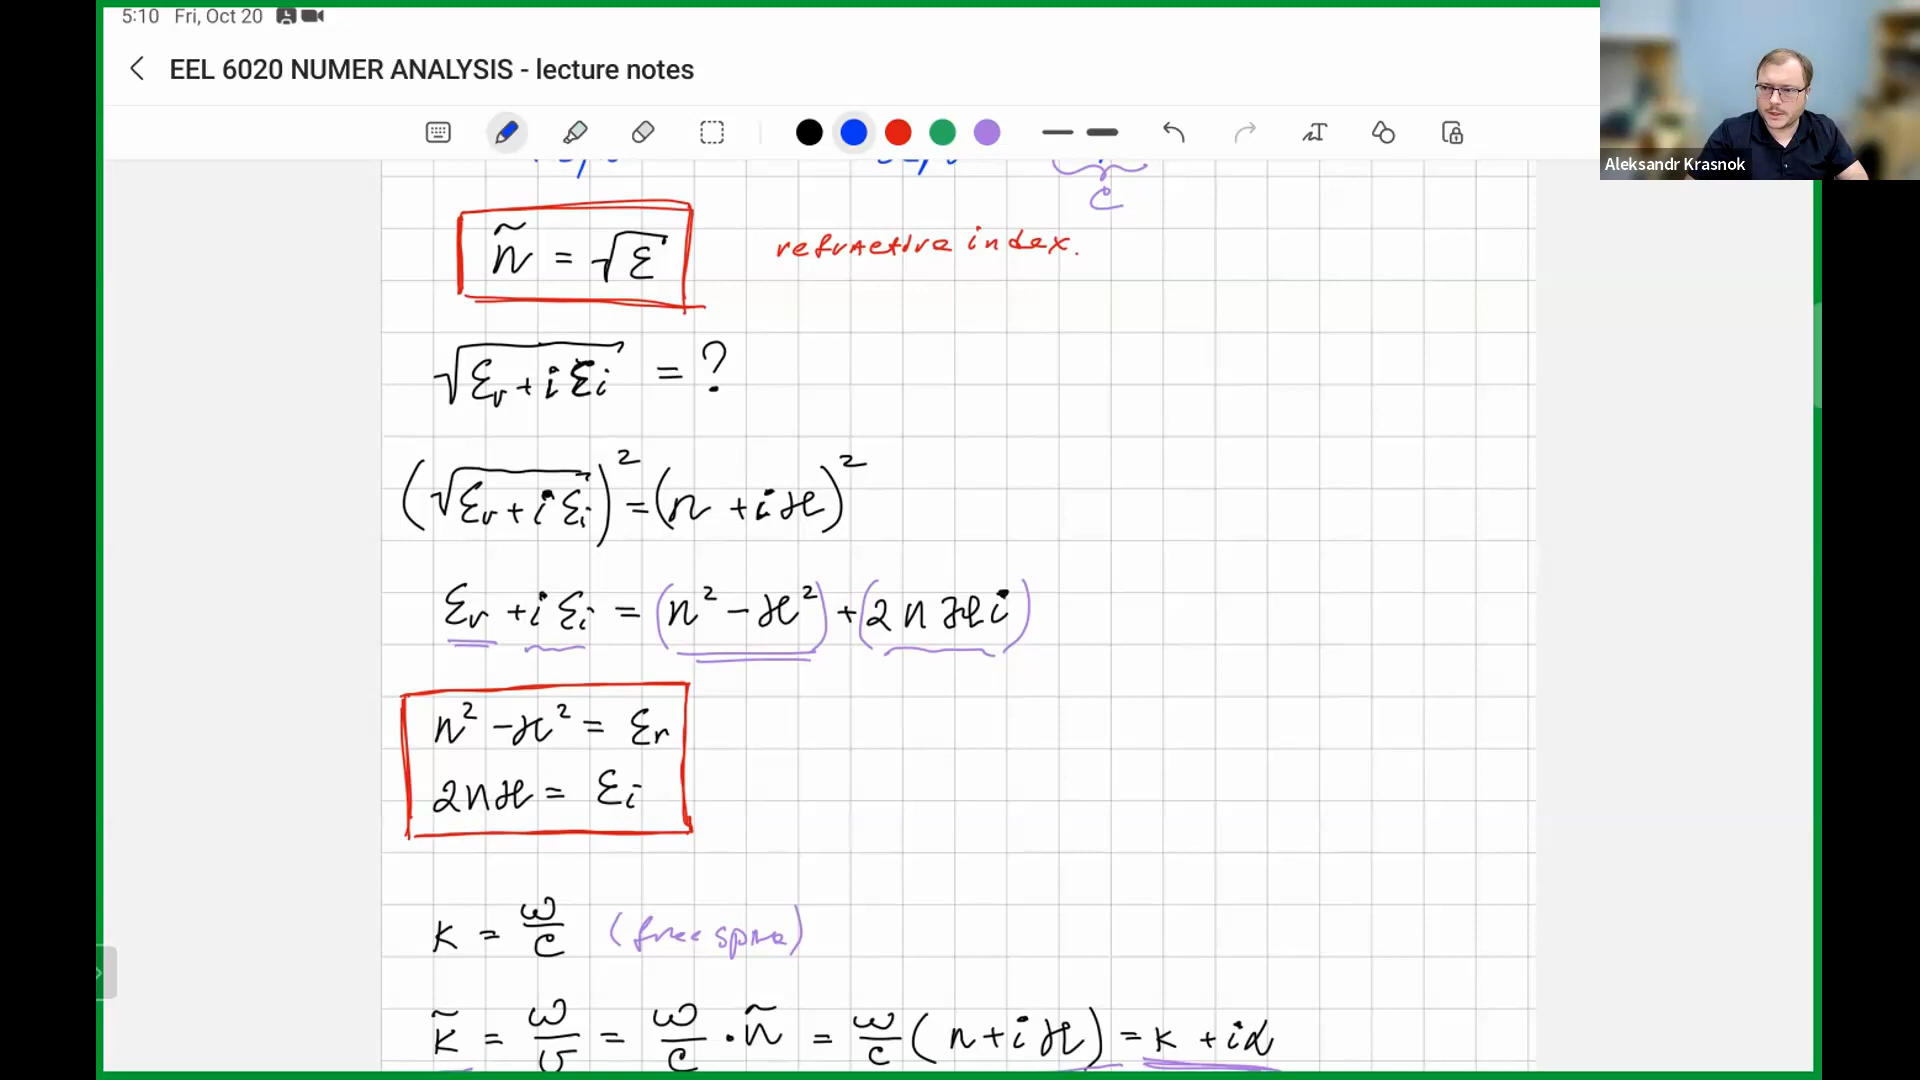 5:10 Fri, Oct 20
EEL 6020 NUMER ANALYSIS - lecture notes
Aleksandr Krasnok
c
ñ = √ε
refractive index.
√(εr + iεi) = ?
(√(εr + iεi))² = (n + iϰ)²
εr + iεi = (n² - ϰ²) + (2nϰi)
n² - ϰ² = εr
2nϰ = εi
k = ω/c (free space)
k̃ = ω/υ = ω/c · ñ = ω/c (n + iϰ) = k + iα